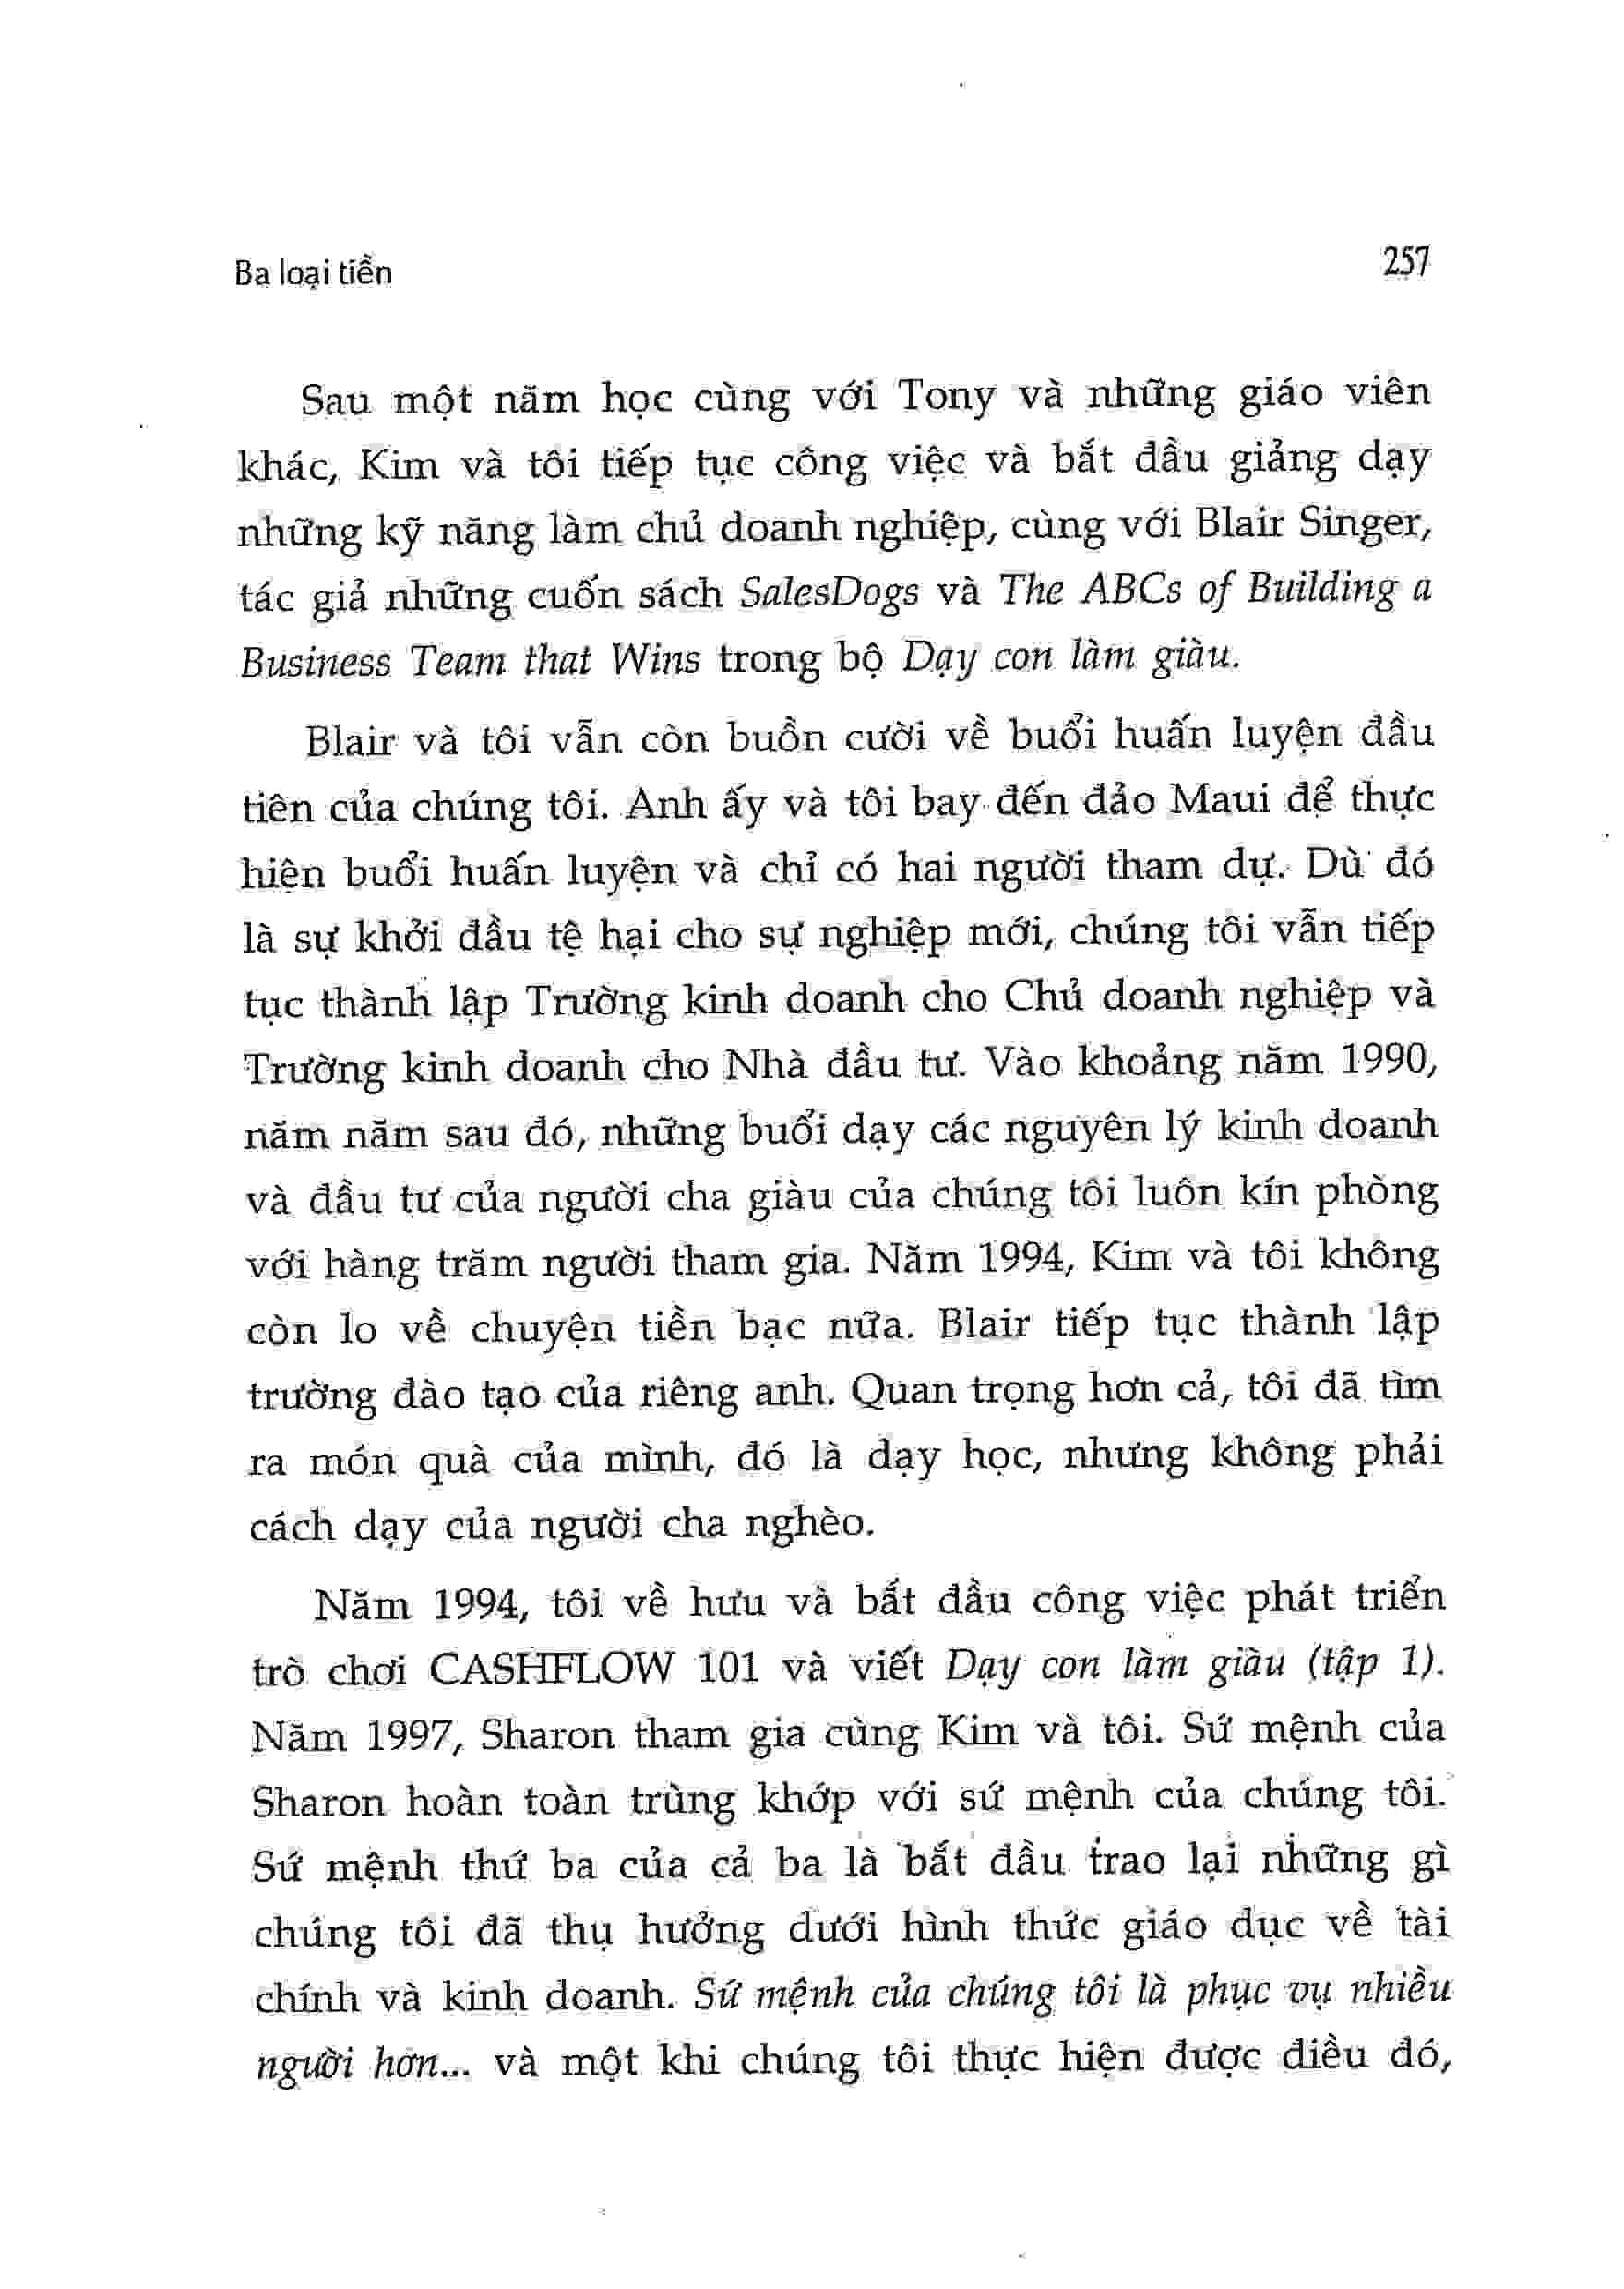 Ba loại tiền
257
Sau một năm học cùng với Tony và những giáo viên
khác, Kim và tôi tiếp tục công việc và bắt đầu giảng dạy
những kỹ năng làm chủ doanh nghiệp, cùng với Blair Singer,
tác giả những cuốn sách SalesDogs và The ABCs of Building a
Business Team that Wins trong bộ Dạy con làm giàu.
Blair và tôi vẫn còn buồn cười về buổi huấn luyện đầu
tiên của chúng tôi. Anh ấy và tôi bay đến đảo Maui để thực
hiện buổi huấn luyện và chỉ có hai người tham dự. Dù đó
là sự khởi đầu tệ hại cho sự nghiệp mới, chúng tôi vẫn tiếp
tục thành lập Trường kinh doanh cho Chủ doanh nghiệp và
Trường kinh doanh cho Nhà đầu tư. Vào khoảng năm 1990,
năm năm sau đó, những buổi dạy các nguyên lý kinh doanh
và đầu tư của người cha giàu của chúng tôi luôn kín phòng
với hàng trăm người tham gia. Năm 1994, Kim và tôi không
còn lo về chuyện tiền bạc nữa. Blair tiếp tục thành lập
trường đào tạo của riêng anh. Quan trọng hơn cả, tôi đã tìm
ra món quà của mình, đó là dạy học, nhưng không phải
cách dạy của người cha nghèo.
Năm 1994, tôi về hưu và bắt đầu công việc phát triển
trò chơi CASHFLOW 101 và viết Dạy con làm giàu (tập 1).
Năm 1997, Sharon tham gia cùng Kim và tôi. Sứ mệnh của
Sharon hoàn toàn trùng khớp với sứ mệnh của chúng tôi.
Sứ mệnh thứ ba của cả ba là bắt đầu trao lại những gì
chúng tôi đã thụ hưởng dưới hình thức giáo dục về tài
chính và kinh doanh. Sứ mệnh của chúng tôi là phục vụ nhiều
người hơn... và một khi chúng tôi thực hiện được điều đó,